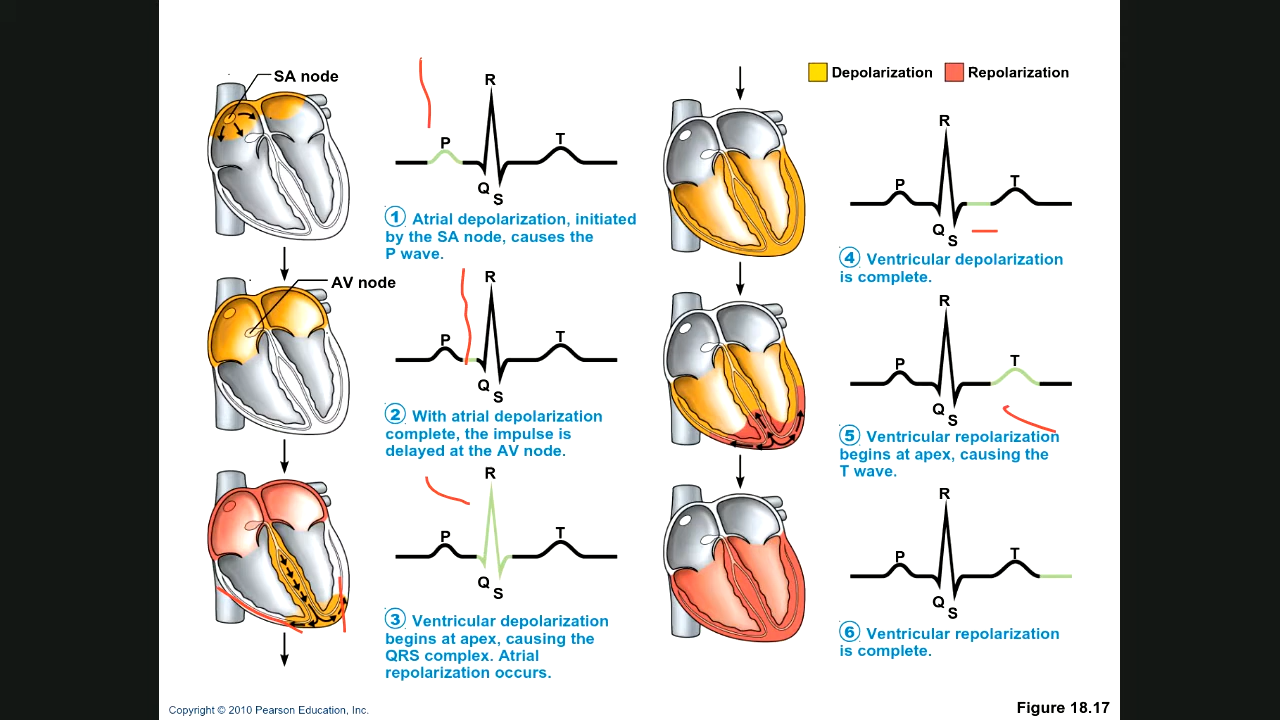 SA node
R
P
T
Q
S
1 Atrial depolarization, initiated
by the SA node, causes the
P wave.
AV node
R
P
T
Q
S
2 With atrial depolarization
complete, the impulse is
delayed at the AV node.
R
P
T
Q
S
3 Ventricular depolarization
begins at apex, causing the
QRS complex. Atrial
repolarization occurs.
Depolarization Repolarization
R
P
T
Q
S
4 Ventricular depolarization
is complete.
R
P
T
Q
S
5 Ventricular repolarization
begins at apex, causing the
T wave.
R
P
T
Q
S
6 Ventricular repolarization
is complete.
Copyright © 2010 Pearson Education, Inc.
Figure 18.17